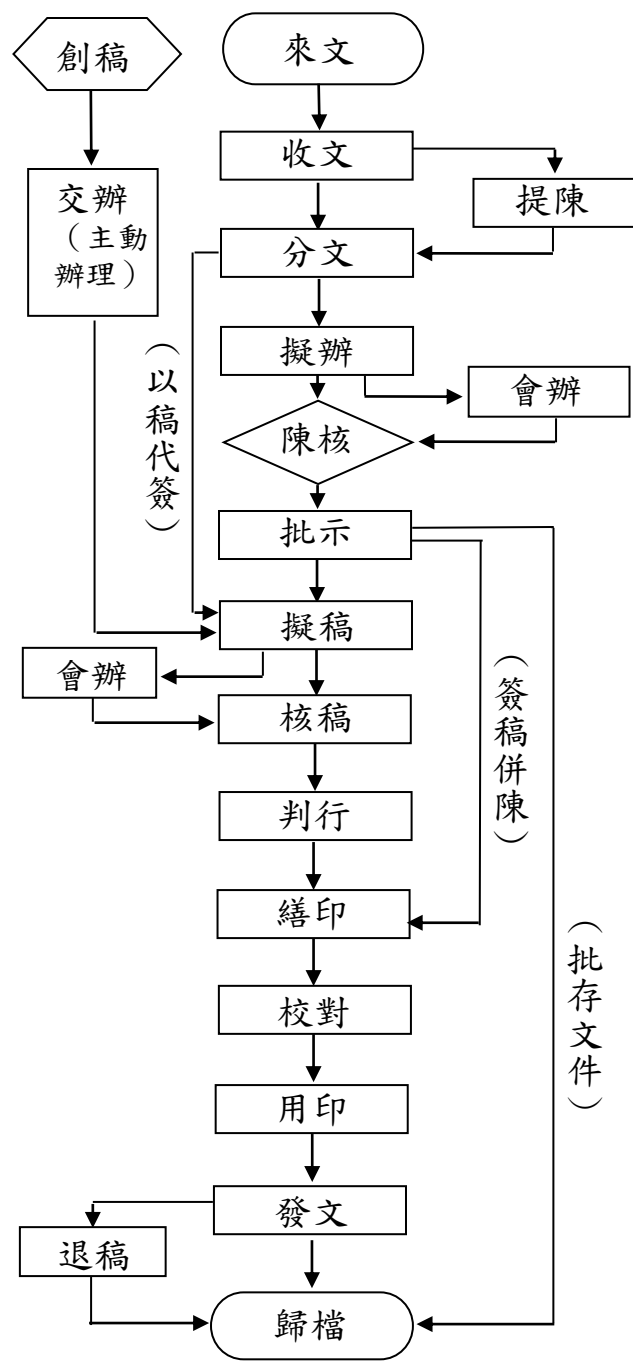 創稿
來文
收文
交辦
（主動
辦理）
提陳
分文
擬辦
（以稿代簽）
會辦
陳核
批示
擬稿
會辦
（簽稿併陳）
核稿
判行
繕印
（批存文件）
校對
用印
發文
退稿
歸檔